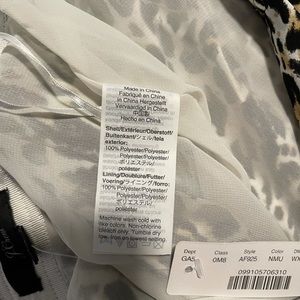 Made in China
Fabriqué en Chine
In China Hergestellt
Vervaardigd in China
中国製
Hecho en China
Shell/Extérieur/Oberstoff/
Buitenkant/シェル/tela
exterior:
100% Polyester/Polyester/
Polyester/Polyester/
ポリエステル/
poliéster
Lining/Doublure/Futter/
Voering/ライニング/forro:
100% Polyester/Polyester/
Polyester/Polyester/
ポリエステル/
poliéster
Machine wash cold with
like colors. Non-chlorine
bleach only. Tumble dry
low. Iron on lowest setting.
Dept Class Style Color
0M8 AF925 NMU
099105706310